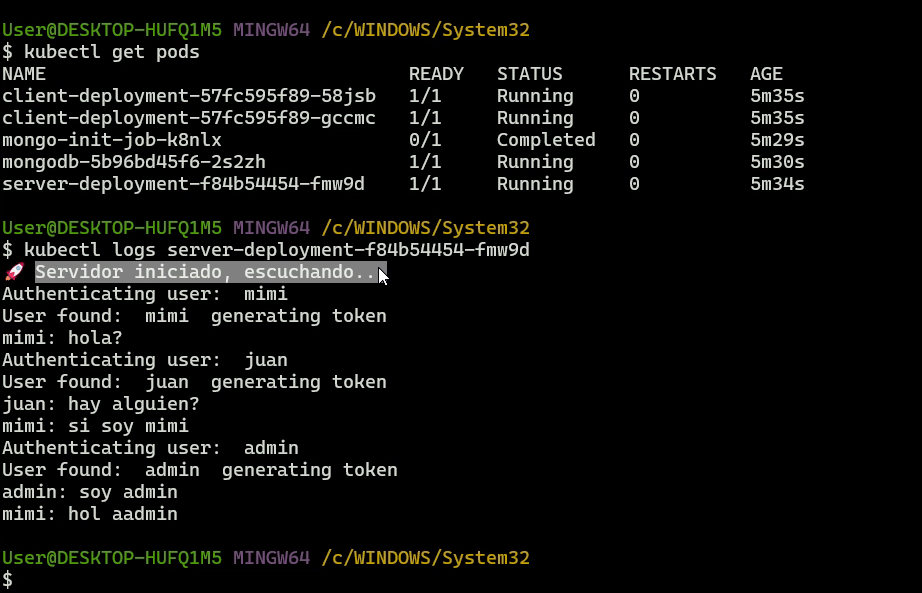 User@DESKTOP-HUFQ1M5 MINGW64 /c/WINDOWS/System32
$ kubectl get pods
NAME READY STATUS RESTARTS AGE
client-deployment-57fc595f89-58jsb 1/1 Running 0 5m35s
client-deployment-57fc595f89-gccmc 1/1 Running 0 5m35s
mongo-init-job-k8nlx 0/1 Completed 0 5m29s
mongodb-5b96bd45f6-2s2zh 1/1 Running 0 5m30s
server-deployment-f84b54454-fmw9d 1/1 Running 0 5m34s
User@DESKTOP-HUFQ1M5 MINGW64 /c/WINDOWS/System32
$ kubectl logs server-deployment-f84b54454-fmw9d
🚀 Servidor iniciado, escuchando...
Authenticating user:  mimi
User found:  mimi  generating token
mimi: hola?
Authenticating user:  juan
User found:  juan  generating token
juan: hay alguien?
mimi: si soy mimi
Authenticating user:  admin
User found:  admin  generating token
admin: soy admin
mimi: hol aadmin
User@DESKTOP-HUFQ1M5 MINGW64 /c/WINDOWS/System32
$